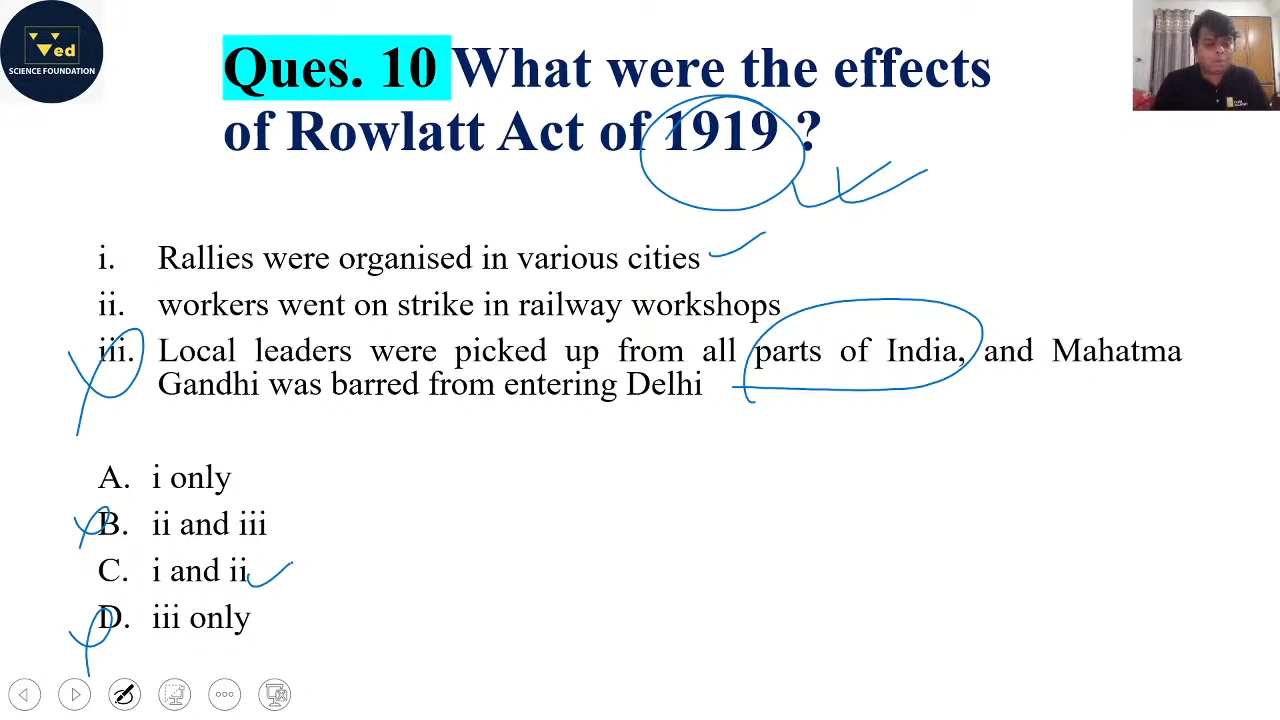 ed
SCIENCE FOUNDATION
Ques. 10 What were the effects
of Rowlatt Act of 1919 ?
i. Rallies were organised in various cities
ii. workers went on strike in railway workshops
iii. Local leaders were picked up from all parts of India, and Mahatma
Gandhi was barred from entering Delhi
A. i only
B. ii and iii
C. i and ii
D. iii only